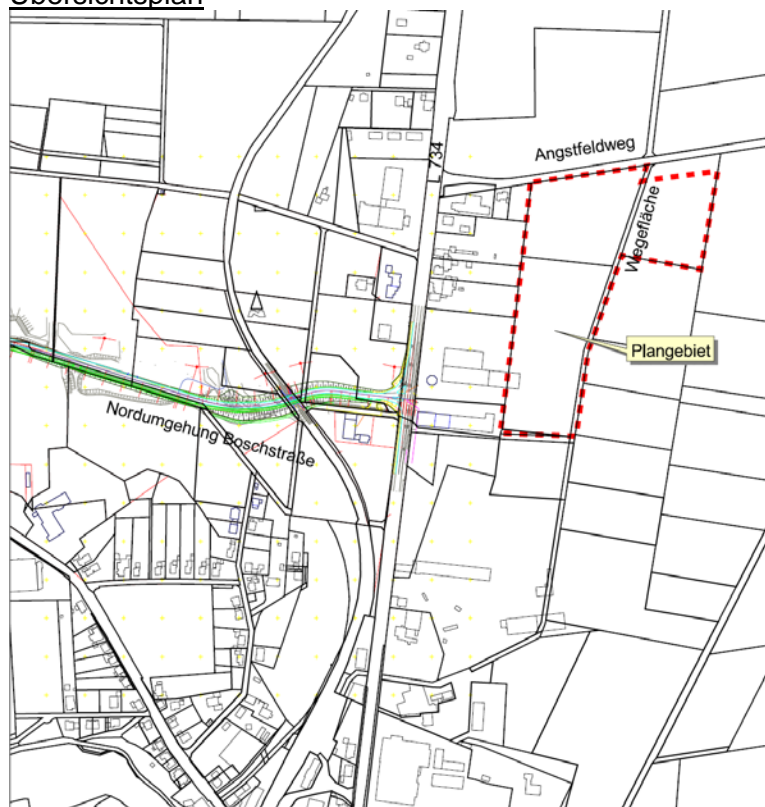 Übersichtsplan
L 734
Angstfeldweg
Wegefläche
Plangebiet
Nordumgehung Boschstraße